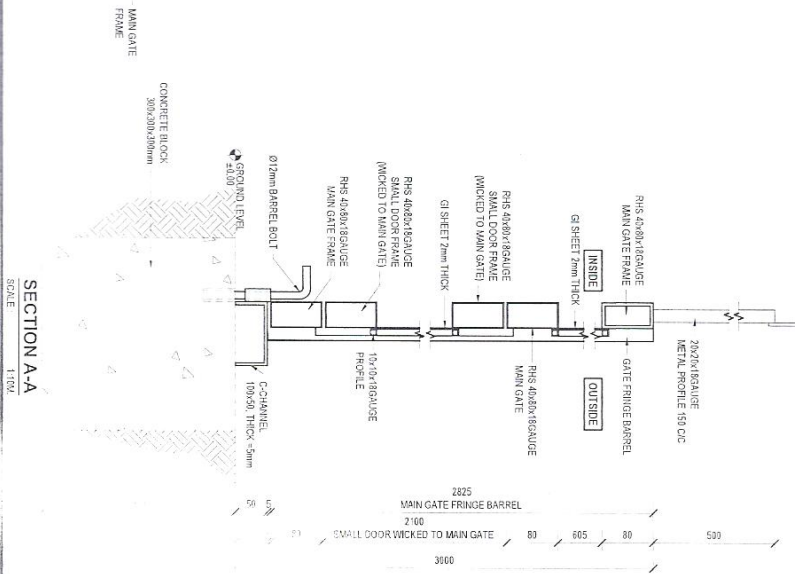 MAIN GATE
FRAME
CONCRETE BLOCK
300x300x300mm
GROUND LEVEL
±0.00
Ø12mm BARREL BOLT
RHS 40x80x18GAUGE
MAIN GATE FRAME
RHS 40x80x18GAUGE
SMALL DOOR FRAME
(WICKED TO MAIN GATE)
GI SHEET 2mm THICK
RHS 40x80x18GAUGE
SMALL DOOR FRAME
(WICKED TO MAIN GATE)
GI SHEET 2mm THICK
INSIDE
RHS 40x80x18GAUGE
MAIN GATE FRAME
20x20x18GAUGE
METAL PROFILE 150 C/C
GATE FRINGE BARREL
OUTSIDE
RHS 40x80x18GAUGE
MAIN GATE
10x10x18GAUGE
PROFILE
C-CHANNEL
100x50, THICK =5mm
SECTION A-A
SCALE 1:10M
2825
MAIN GATE FRINGE BARREL
2100
SMALL DOOR WICKED TO MAIN GATE
80
605
80
500
3000